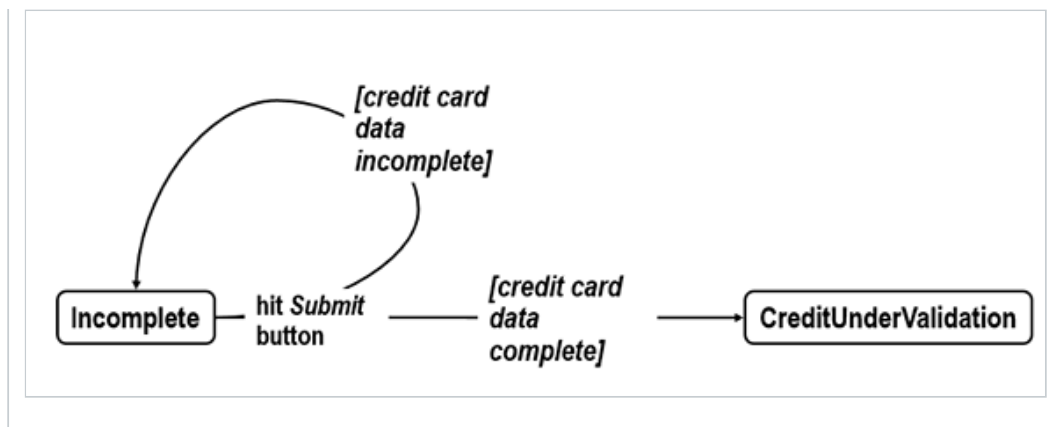 [credit card
data
incomplete]
Incomplete
hit Submit
button
[credit card
data
complete]
CreditUnderValidation